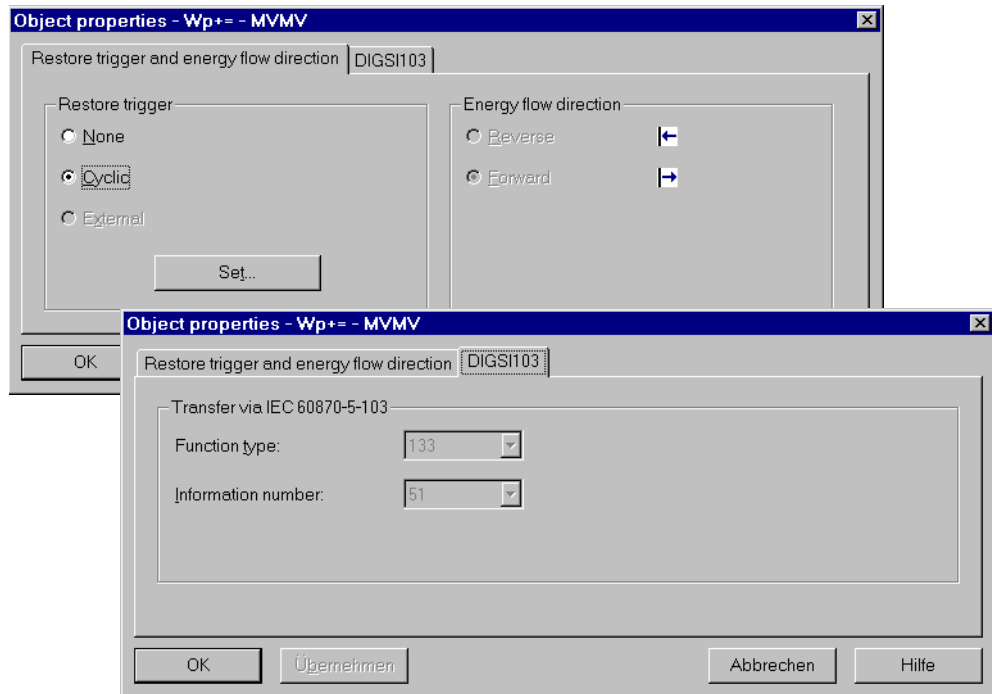 Object properties - Wp+= - MVMV
Restore trigger and energy flow direction DIGSI103
Restore trigger
None
Cyclic
External
Set...
Energy flow direction
Reverse
Forward
OK
Object properties - Wp+= - MVMV
Restore trigger and energy flow direction DIGSI103
Transfer via IEC 60870-5-103
Function type: 133
Information number: 51
OK Übernehmen Abbrechen Hilfe